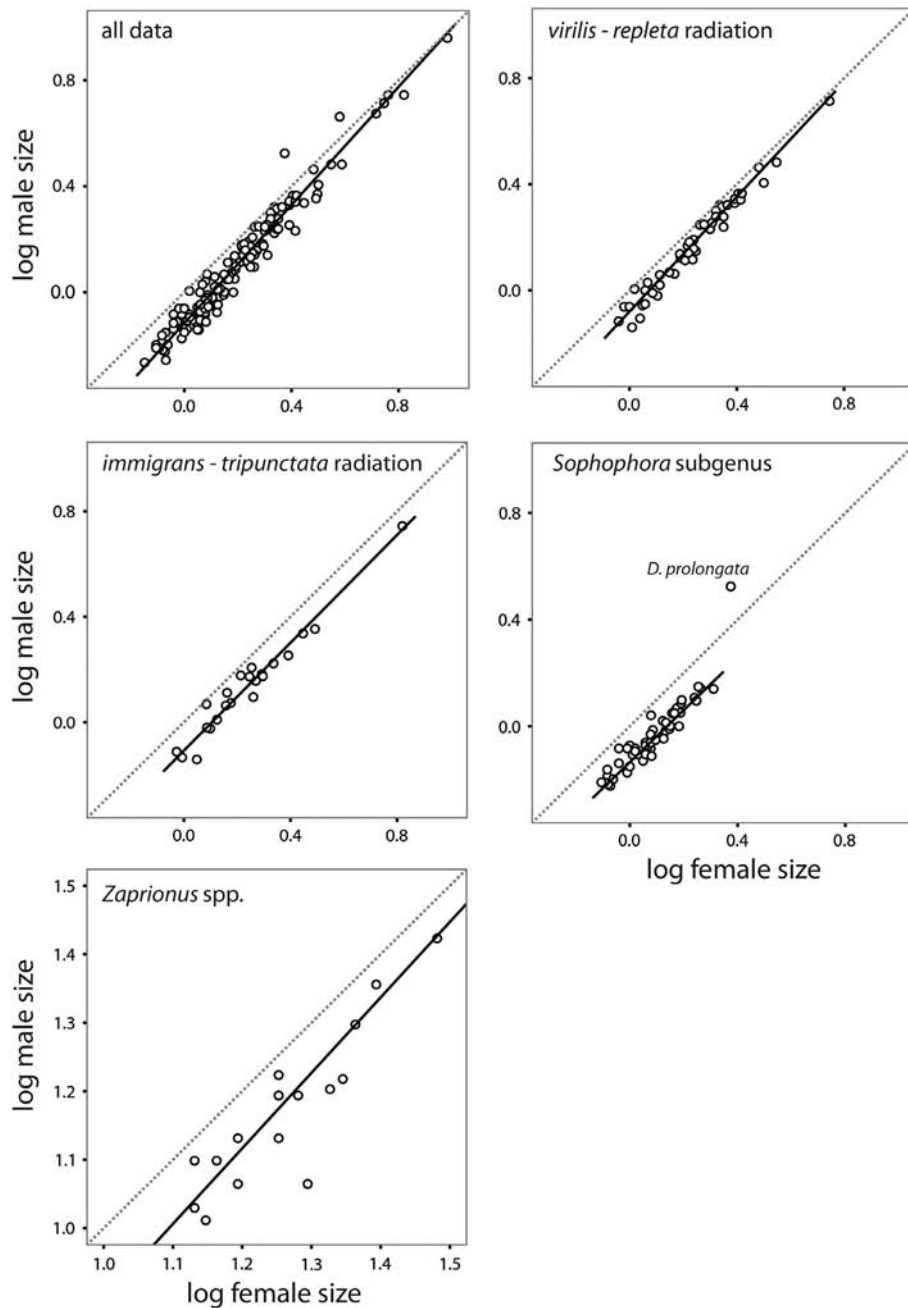 all data
log male size
0.8
0.4
0.0
0.0 0.4 0.8
virilis - repleta radiation
0.8
0.4
0.0
0.0 0.4 0.8
immigrans - tripunctata radiation
log male size
0.8
0.4
0.0
0.0 0.4 0.8
Sophophora subgenus
D. prolongata
0.8
0.4
0.0
0.0 0.4 0.8
log female size
Zaprionus spp.
log male size
1.5
1.4
1.3
1.2
1.1
1.0
1.0 1.1 1.2 1.3 1.4 1.5
log female size